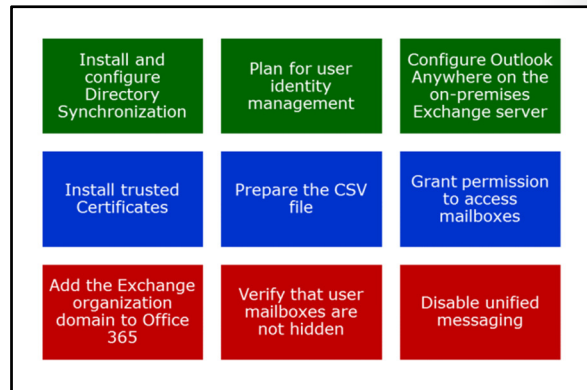 Install and
configure
Directory
Synchronization
Plan for user
identity
management
Configure Outlook
Anywhere on the
on-premises
Exchange server
Install trusted
Certificates
Prepare the CSV
file
Grant permission
to access
mailboxes
Add the Exchange
organization
domain to Office
365
Verify that user
mailboxes are
not hidden
Disable unified
messaging